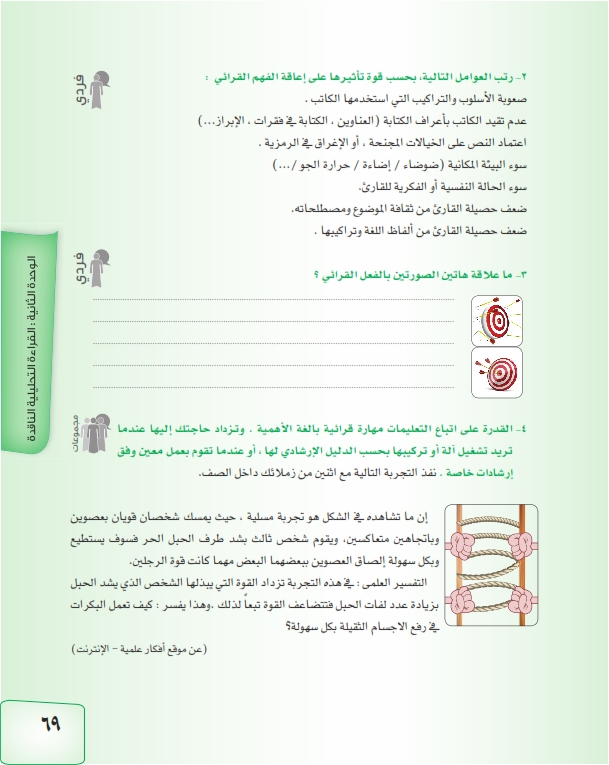 ٢- رتب العوامل التالية، بحسب قوة تأثيرها على إعاقة الفهم القرائي :
فردي
صعوبة الأسلوب والتراكيب التي استخدمها الكاتب .
عدم تقيد الكاتب بأعراف الكتابة (العناوين ، الكتابة في فقرات ، الإبراز...)
اعتماد النص على الخيالات المجنحة ، أو الإغراق في الرمزية .
سوء البيئة المكانية (ضوضاء / إضاءة / حرارة الجو /...)
سوء الحالة النفسية أو الفكرية للقارئ.
ضعف حصيلة القارئ من ثقافة الموضوع ومصطلحاته.
ضعف حصيلة القارئ من ألفاظ اللغة وتراكيبها .
٣- ما علاقة هاتين الصورتين بالفعل القرائي ؟
فردي
الوحدة الثانية : القراءة التحليلية الناقدة
٤- القدرة على اتباع التعليمات مهارة قرائية بالغة الأهمية . وتزداد حاجتك إليها عندما
تريد تشغيل آلة أو تركيبها بحسب الدليل الإرشادي لها ، أو عندما تقوم بعمل معين وفق
إرشادات خاصة . نفذ التجربة التالية مع اثنين من زملائك داخل الصف.
مجموعات
إن ما تشاهده في الشكل هو تجربة مسلية ، حيث يمسك شخصان قويان بعصوين
وباتجاهين متعاكسين، ويقوم شخص ثالث بشد طرف الحبل الحر فسوف يستطيع
وبكل سهولة إلصاق العصوين ببعضهما البعض مهما كانت قوة الرجلين.
التفسير العلمى : في هذه التجربة تزداد القوة التي يبذلها الشخص الذي يشد الحبل
بزيادة عدد لفات الحبل فتتضاعف القوة تبعاً لذلك .وهذا يفسر : كيف تعمل البكرات
في رفع الاجسام الثقيلة بكل سهولة؟
(عن موقع أفكار علمية - الإنترنت)
٦٩